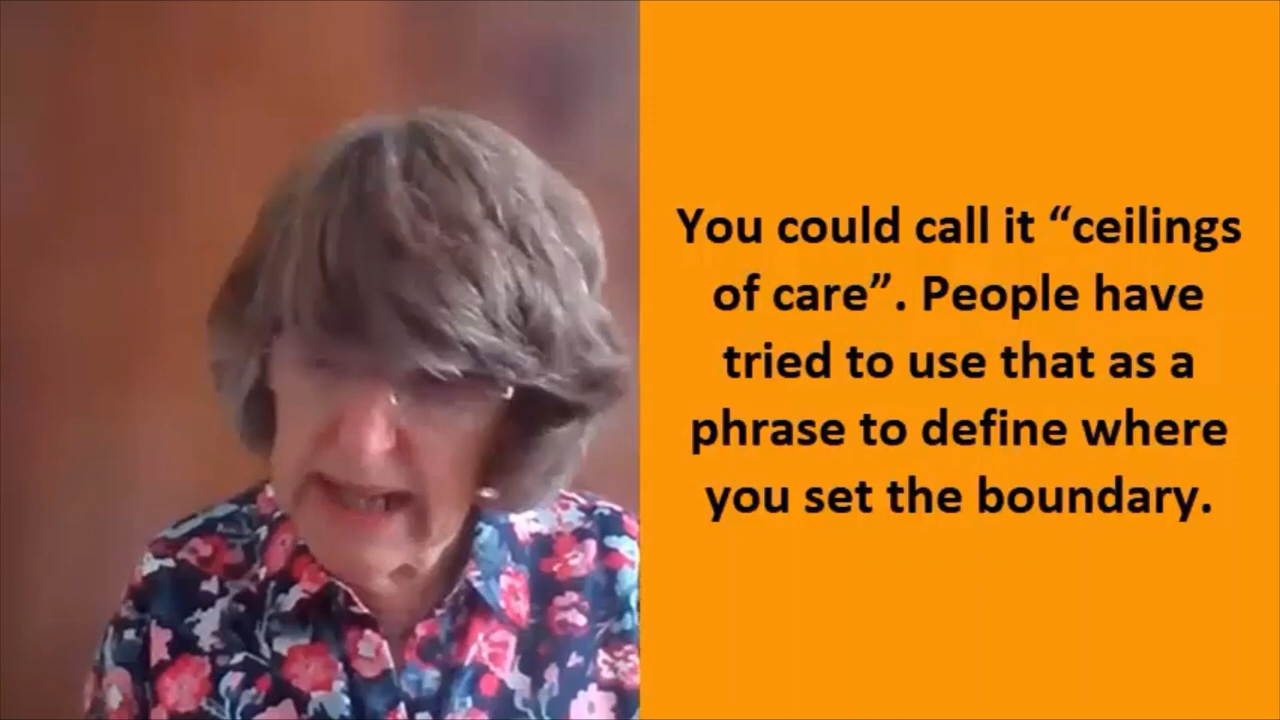 You could call it “ceilings
of care”. People have
tried to use that as a
phrase to define where
you set the boundary.